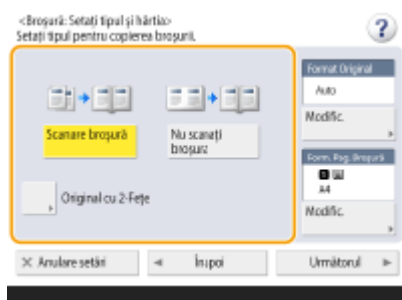 <Broşură: Setaţi tipul şi hârtia>
Setaţi tipul pentru copierea broşurii.
?
Format Original
Auto
Modific.
Scanare broşură
Nu scanaţi
broşura
Form. Pag. Broşură
A4
Original cu 2-Feţe
Modific.
Anulare setări
Înapoi
Următorul